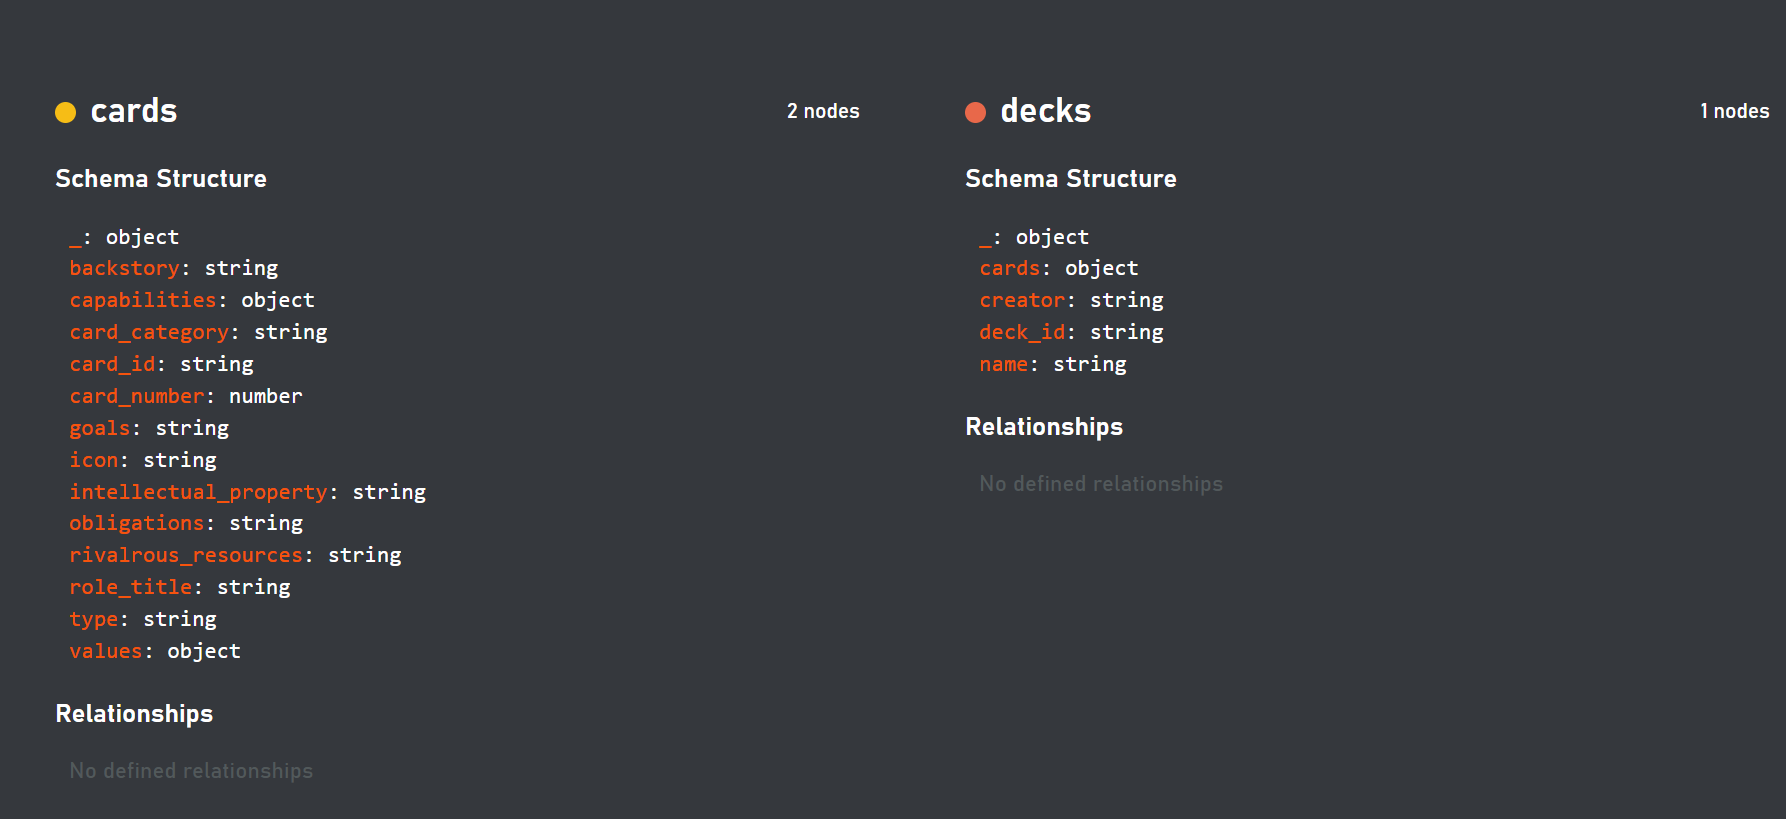 cards
2 nodes
Schema Structure
_: object
backstory: string
capabilities: object
card_category: string
card_id: string
card_number: number
goals: string
icon: string
intellectual_property: string
obligations: string
rivalrous_resources: string
role_title: string
type: string
values: object
Relationships
No defined relationships
decks
1 nodes
Schema Structure
_: object
cards: object
creator: string
deck_id: string
name: string
Relationships
No defined relationships